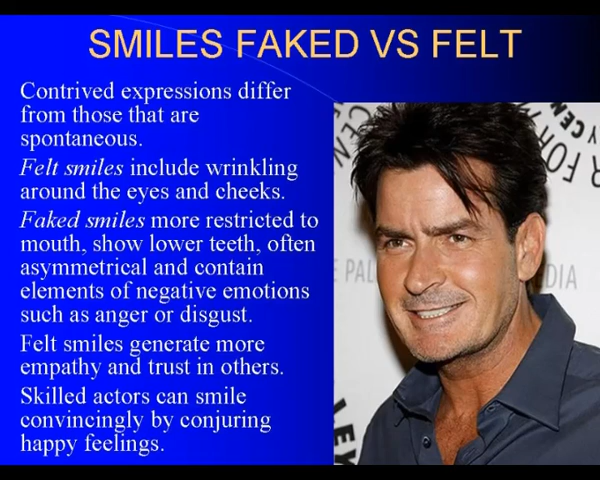 SMILES FAKED VS FELT
Contrived expressions differ
from those that are
spontaneous.
Felt smiles include wrinkling
around the eyes and cheeks.
Faked smiles more restricted to
mouth, show lower teeth, often
asymmetrical and contain
elements of negative emotions
such as anger or disgust.
Felt smiles generate more
empathy and trust in others.
Skilled actors can smile
convincingly by conjuring
happy feelings.